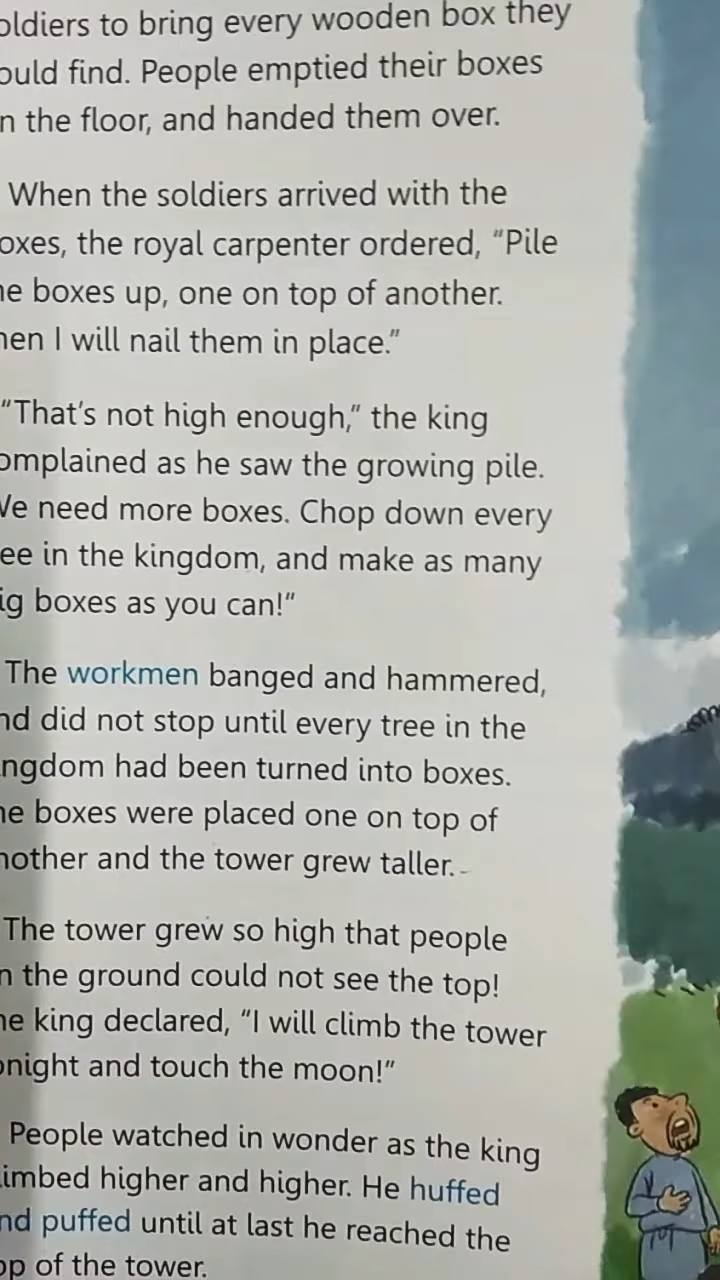 oldiers to bring every wooden box they
ould find. People emptied their boxes
n the floor, and handed them over.
When the soldiers arrived with the
oxes, the royal carpenter ordered, “Pile
he boxes up, one on top of another.
hen I will nail them in place.”
“That’s not high enough,” the king
omplained as he saw the growing pile.
We need more boxes. Chop down every
ee in the kingdom, and make as many
ig boxes as you can!”
The workmen banged and hammered,
nd did not stop until every tree in the
ngdom had been turned into boxes.
he boxes were placed one on top of
nother and the tower grew taller.
The tower grew so high that people
n the ground could not see the top!
he king declared, “I will climb the tower
onight and touch the moon!”
People watched in wonder as the king
limbed higher and higher. He huffed
nd puffed until at last he reached the
op of the tower.